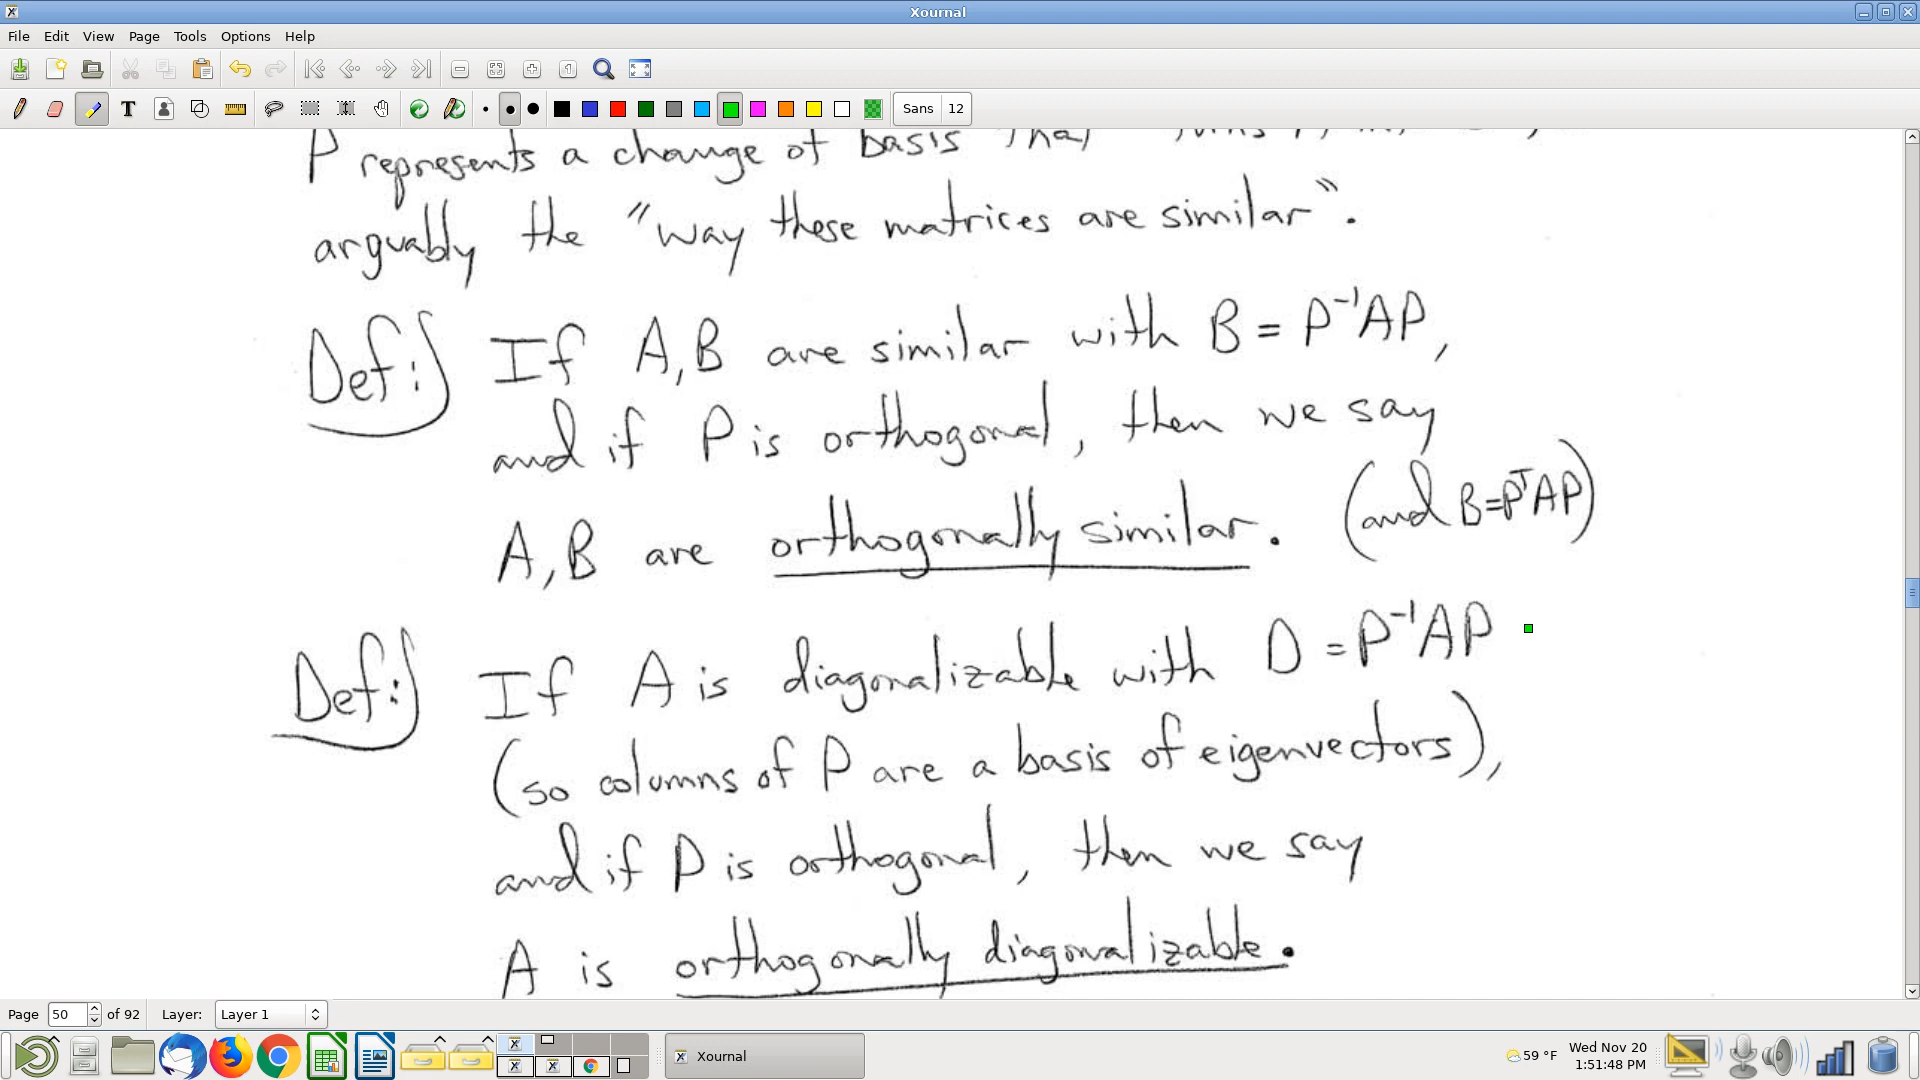 Xournal
File Edit View Page Tools Options Help
Sans 12
P represents a change of basis that
arguably the "way these matrices are similar".
Def: If A,B are similar with B = P⁻¹AP,
and if P is orthogonal, then we say
A,B are orthogonally similar. (and B=PᵀAP)
Def: If A is diagonalizable with D = P⁻¹AP
(so columns of P are a basis of eigenvectors),
and if P is orthogonal, then we say
A is orthogonally diagonalizable.
Page 50 of 92 Layer: Layer 1
Xournal
59 °F
Wed Nov 20
1:51:48 PM